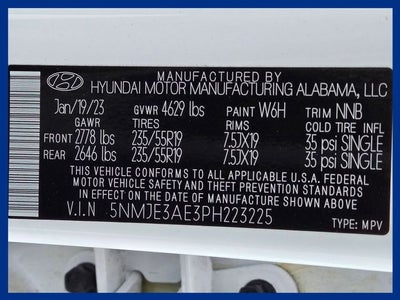 MANUFACTURED BY
HYUNDAI MOTOR MANUFACTURING ALABAMA, LLC
Jan/19/23 GVWR 4629 lbs PAINT W6H TRIM NNB
GAWR TIRES RIMS COLD TIRE INFL
FRONT 2778 lbs 235/55R19 7.5JX19 35 psi SINGLE
REAR 2646 lbs 235/55R19 7.5JX19 35 psi SINGLE
THIS VEHICLE CONFORMS TO ALL APPLICABLE U.S.A. FEDERAL
MOTOR VEHICLE SAFETY AND THEFT PREVENTION STANDARDS
IN EFFECT ON THE DATE OF MANUFACTURE SHOWN ABOVE.
V.I.N 5NMJE3AE3PH223225
TYPE: MPV